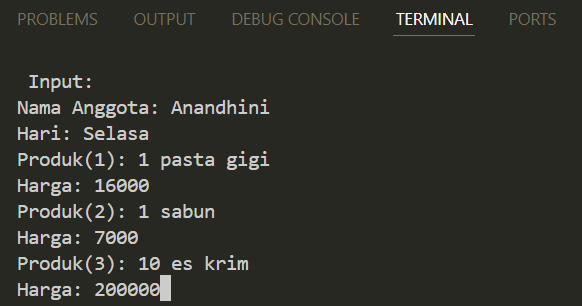 PROBLEMS OUTPUT DEBUG CONSOLE TERMINAL PORTS
Input:
Nama Anggota: Anandhini
Hari: Selasa
Produk(1): 1 pasta gigi
Harga: 16000
Produk(2): 1 sabun
Harga: 7000
Produk(3): 10 es krim
Harga: 200000